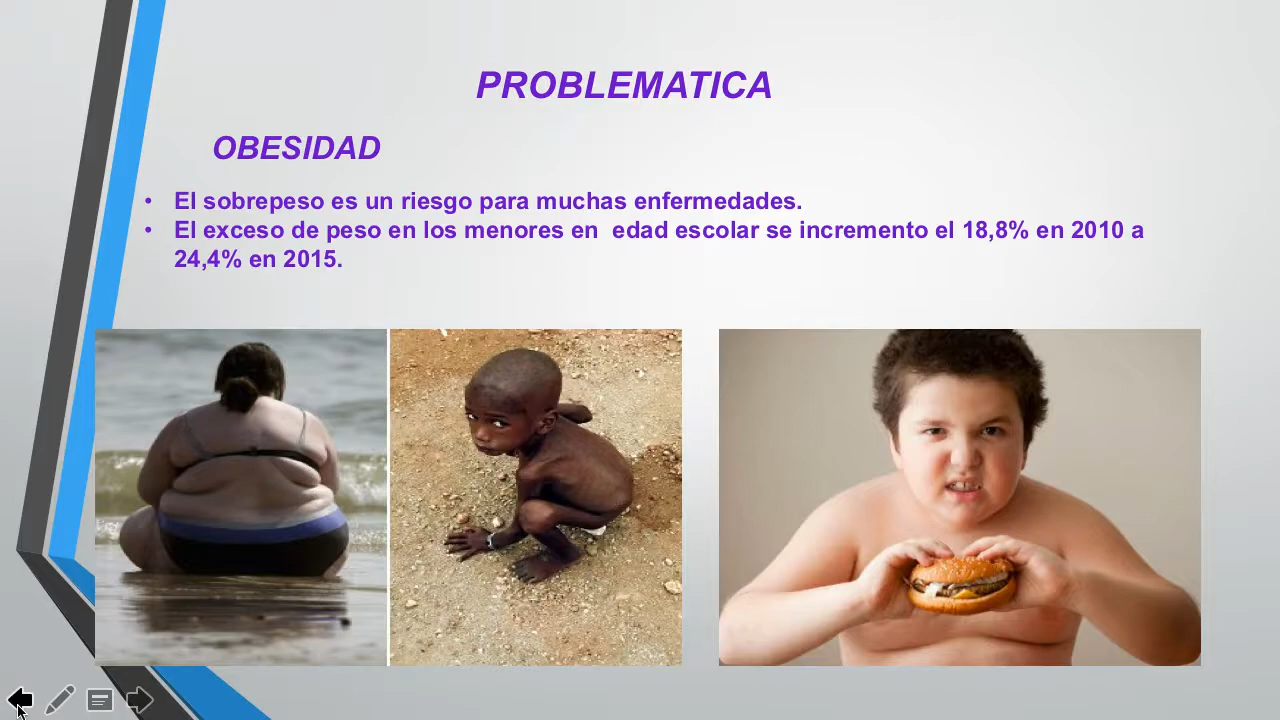 PROBLEMATICA
OBESIDAD
• El sobrepeso es un riesgo para muchas enfermedades.
• El exceso de peso en los menores en  edad escolar se incremento el 18,8% en 2010 a
24,4% en 2015.